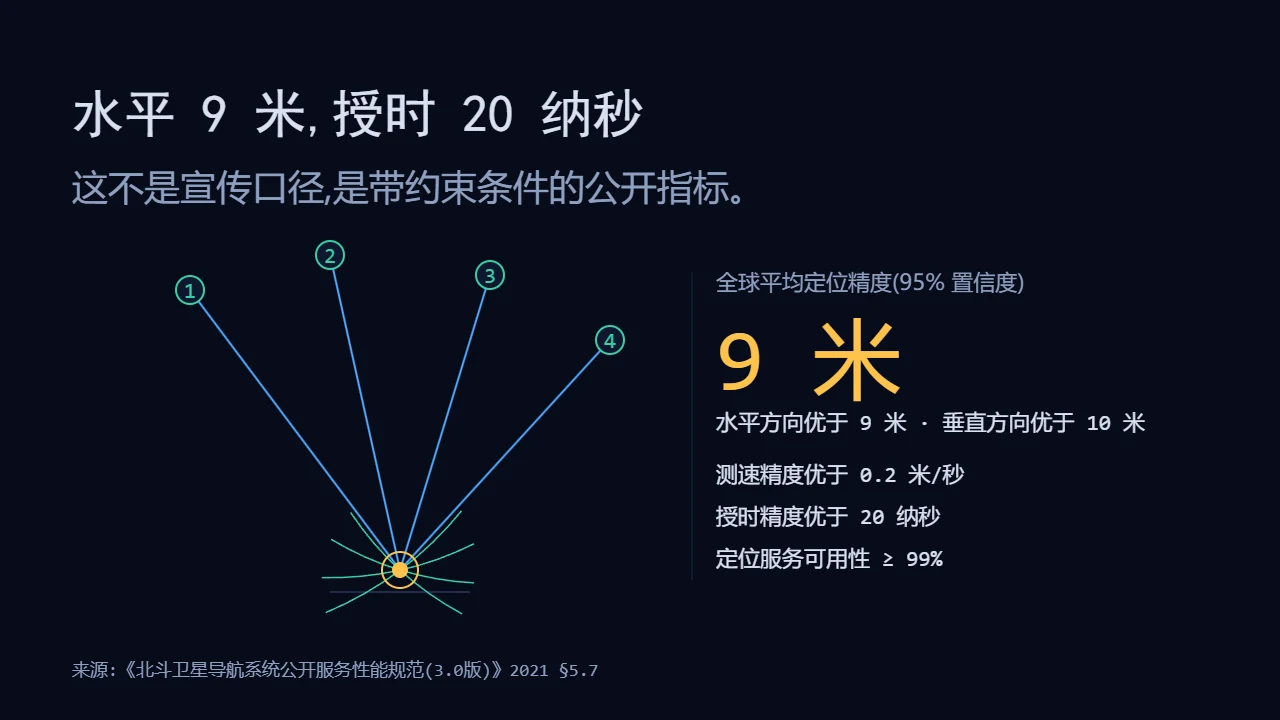 水平 9 米,授时 20 纳秒
这不是宣传口径,是带约束条件的公开指标。
1
2
3
4
全球平均定位精度(95% 置信度)
9 米
水平方向优于 9 米 · 垂直方向优于 10 米
测速精度优于 0.2 米/秒
授时精度优于 20 纳秒
定位服务可用性 ≥ 99%
来源:《北斗卫星导航系统公开服务性能规范(3.0版)》2021 §5.7